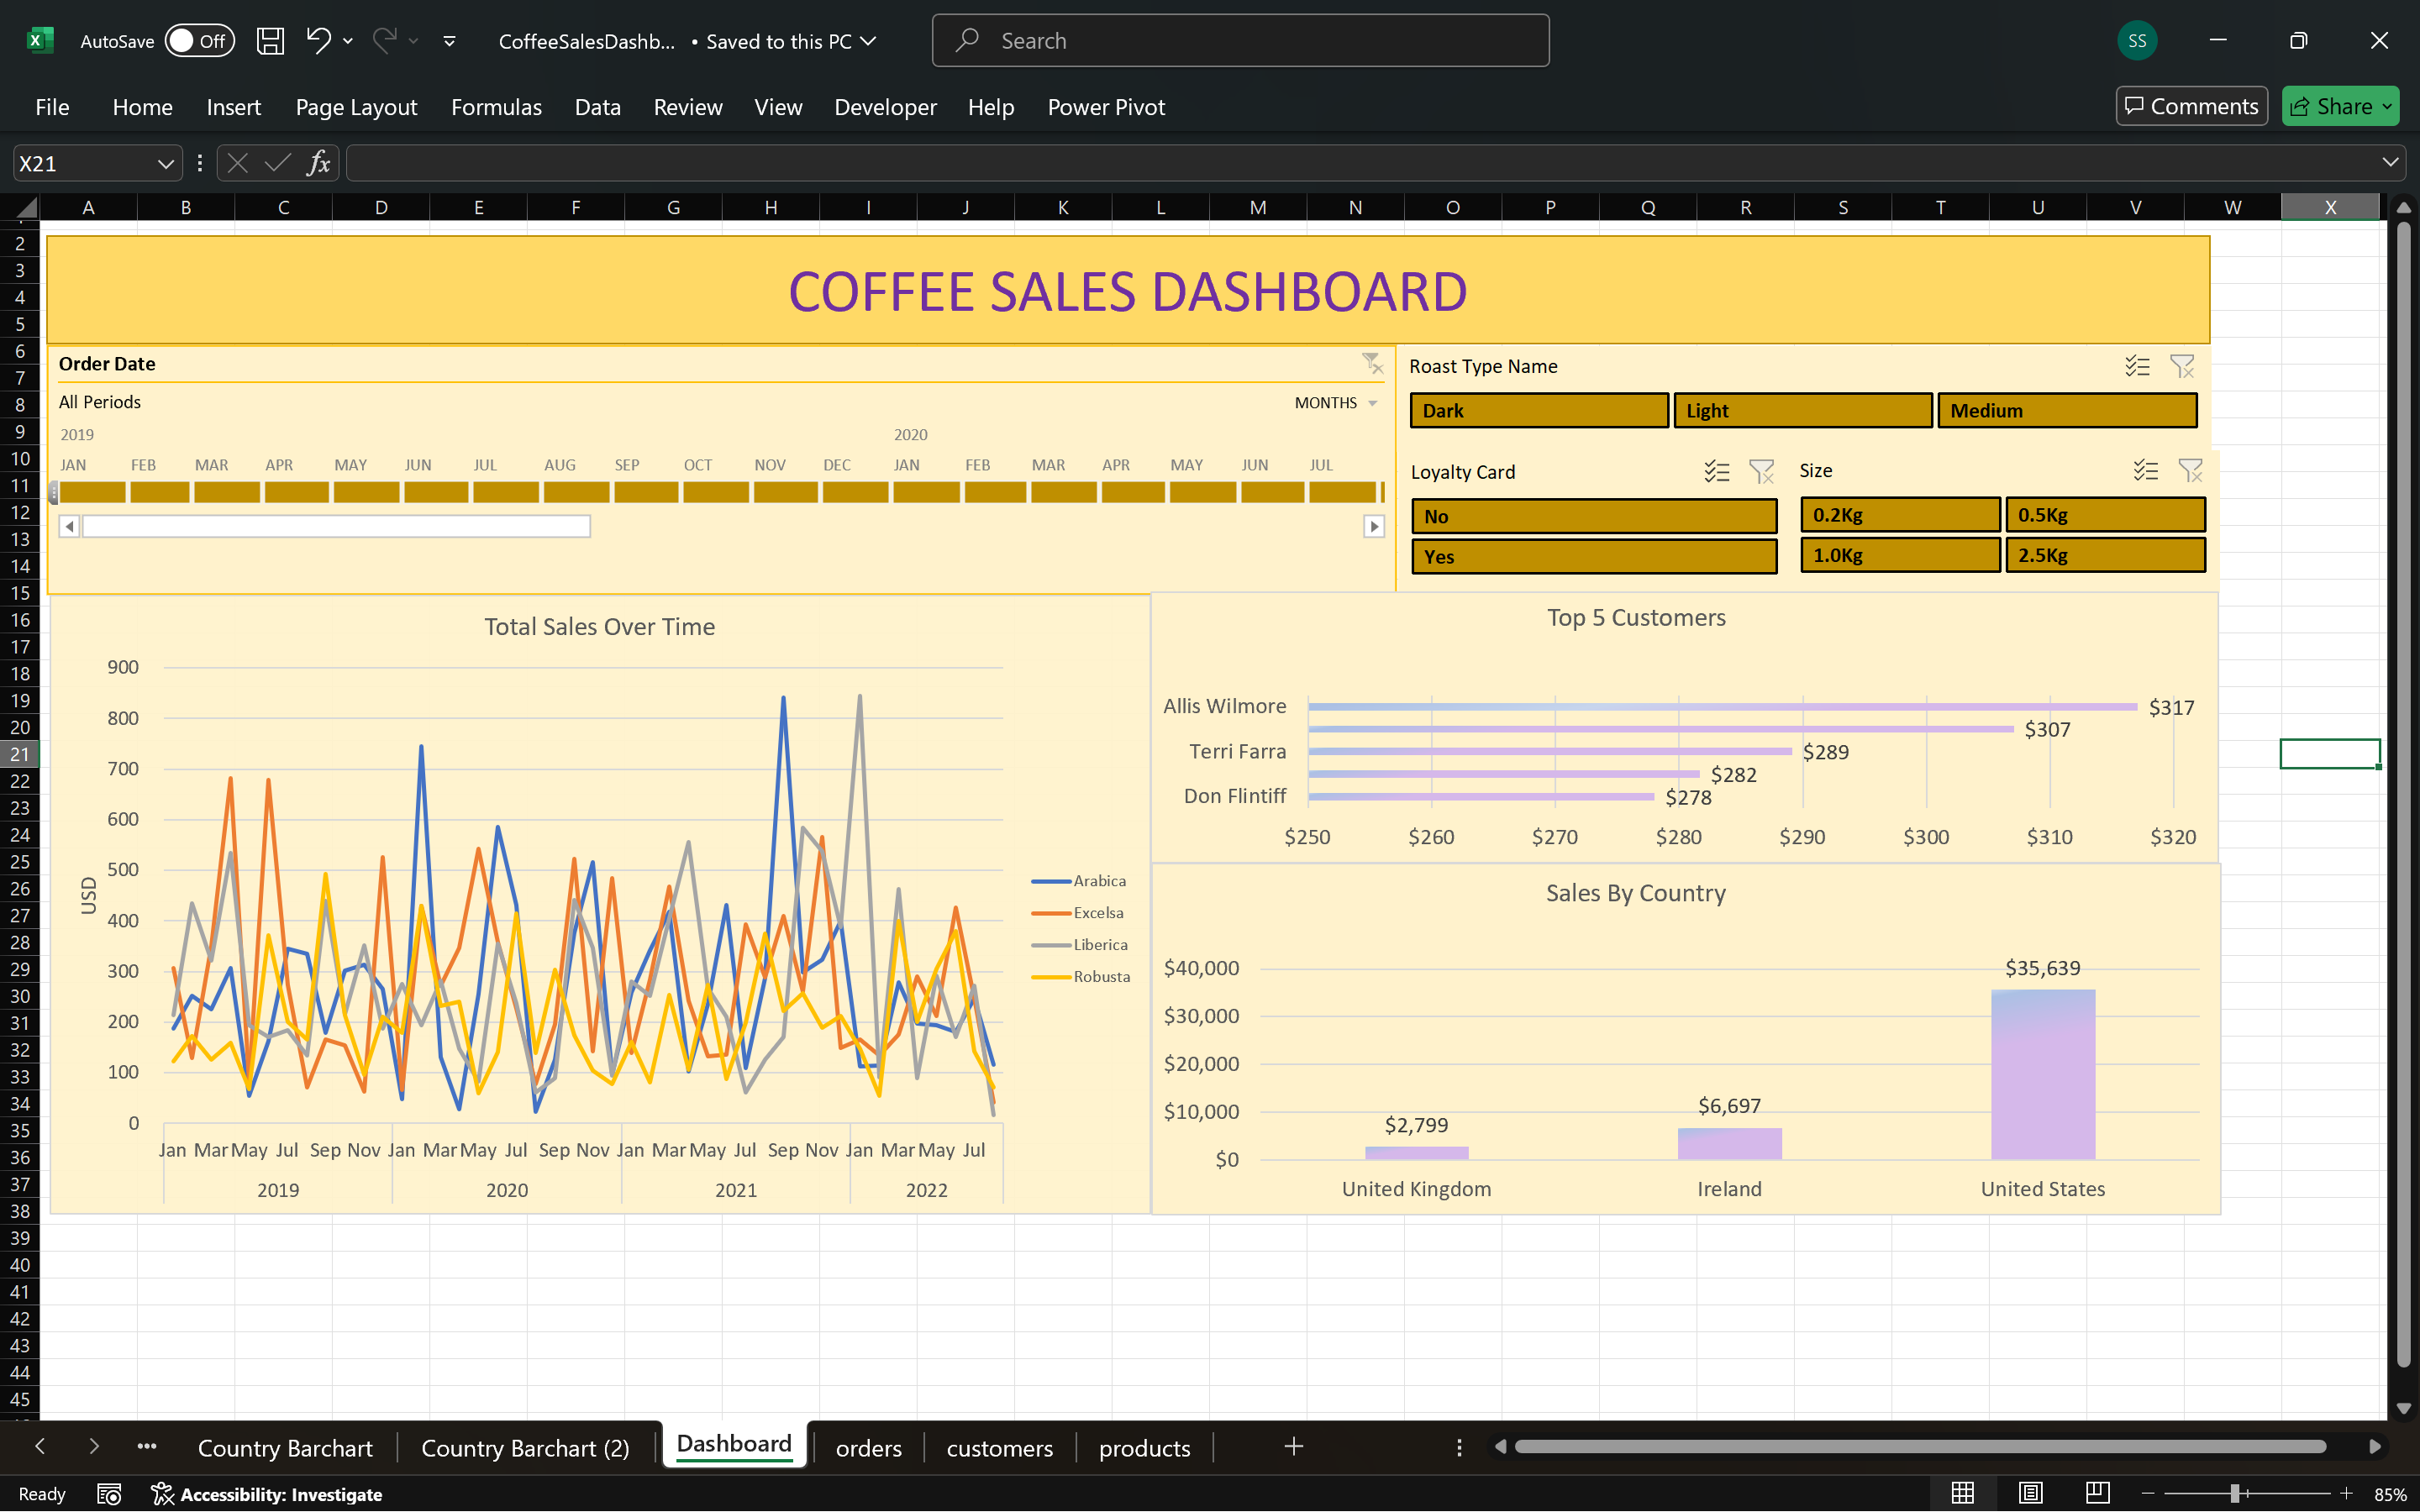 AutoSave Off CoffeeSalesDashb... • Saved to this PC Search SS
File Home Insert Page Layout Formulas Data Review View Developer Help Power Pivot Comments Share
X21 fx
A B C D E F G H I J K L M N O P Q R S T U V W X
2
3
4
5
6
7
8
9
10
11
12
13
14
15
16
17
18
19
20
21
22
23
24
25
26
27
28
29
30
31
32
33
34
35
36
37
38
39
40
41
42
43
44
45
COFFEE SALES DASHBOARD
Order Date
All Periods MONTHS
2019 2020
JAN FEB MAR APR MAY JUN JUL AUG SEP OCT NOV DEC JAN FEB MAR APR MAY JUN JUL
Roast Type Name
Dark Light Medium
Loyalty Card
No
Yes
Size
0.2Kg 0.5Kg
1.0Kg 2.5Kg
Total Sales Over Time
900
800
700
600
500
400
300
200
100
0
USD
Jan Mar May Jul Sep Nov Jan Mar May Jul Sep Nov Jan Mar May Jul Sep Nov Jan Mar May Jul
2019 2020 2021 2022
Arabica
Excelsa
Liberica
Robusta
Top 5 Customers
Allis Wilmore $317
$307
Terri Farra $289
$282
Don Flintiff $278
$250 $260 $270 $280 $290 $300 $310 $320
Sales By Country
$40,000
$30,000
$20,000
$10,000
$0
$2,799 $6,697 $35,639
United Kingdom Ireland United States
Country Barchart Country Barchart (2) Dashboard orders customers products
Ready Accessibility: Investigate 85%